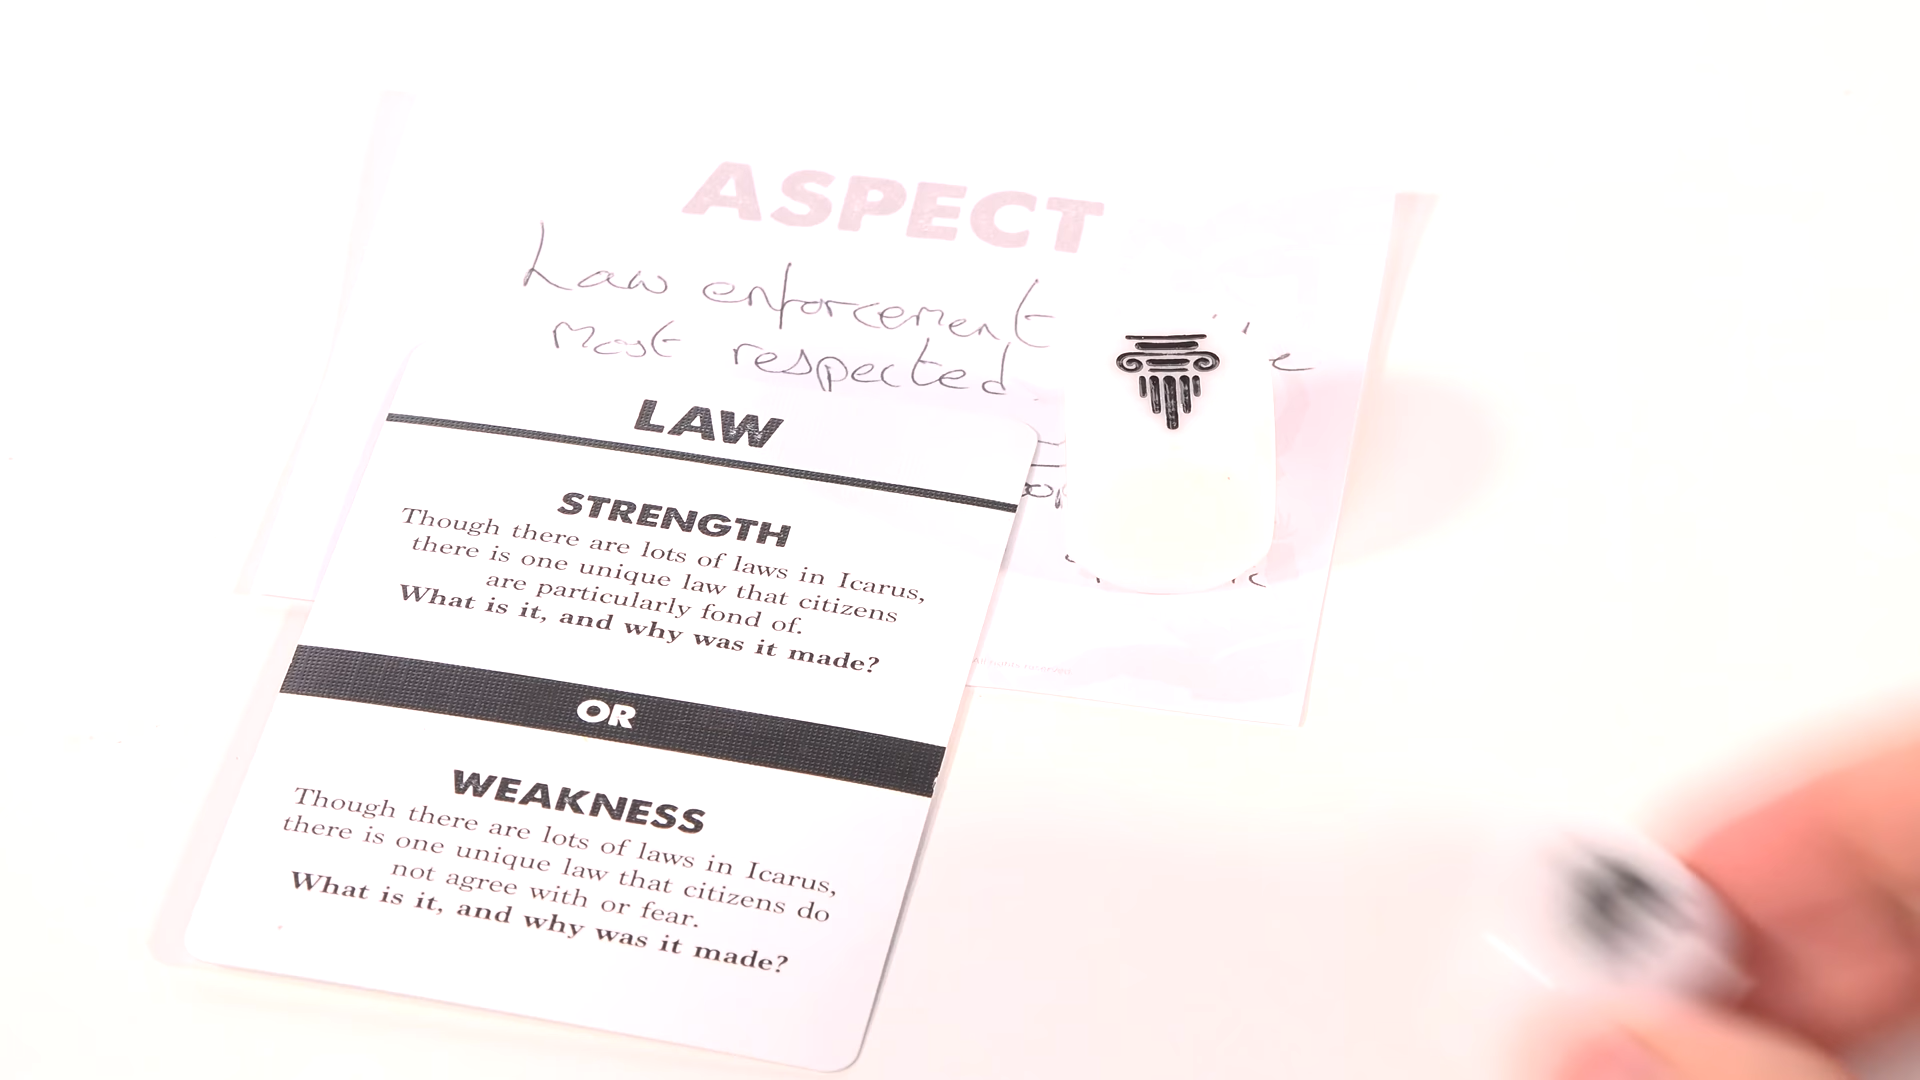 ASPECT
Law enforcement
most respected
LAW
STRENGTH
Though there are lots of laws in Icarus,
there is one unique law that citizens
are particularly fond of.
What is it, and why was it made?
OR
WEAKNESS
Though there are lots of laws in Icarus,
there is one unique law that citizens do
not agree with or fear.
What is it, and why was it made?